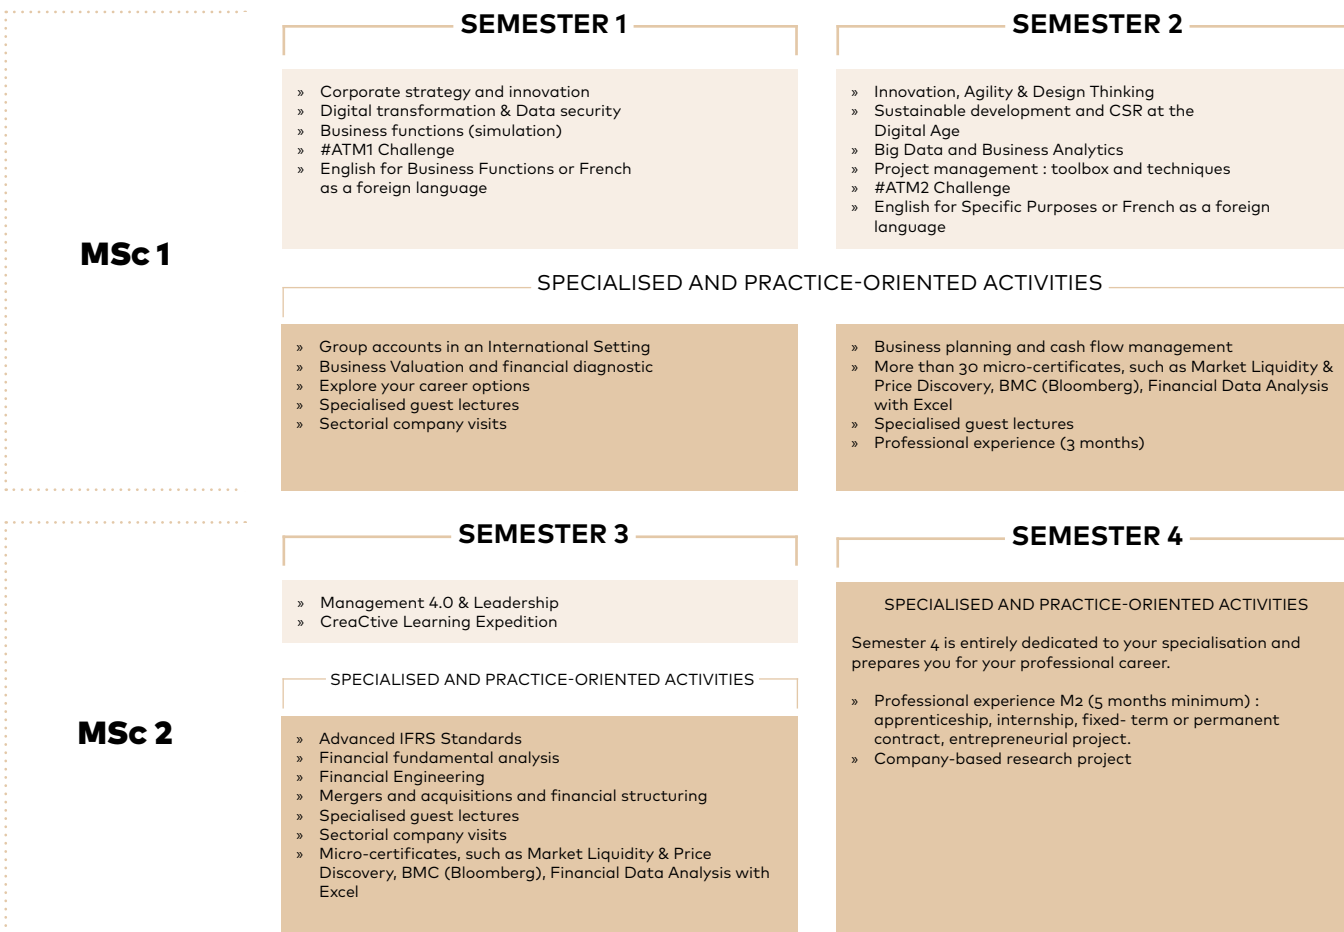 MSc 1
SEMESTER 1
» Corporate strategy and innovation
» Digital transformation & Data security
» Business functions (simulation)
» #ATM1 Challenge
» English for Business Functions or French
as a foreign language
SEMESTER 2
» Innovation, Agility & Design Thinking
» Sustainable development and CSR at the
Digital Age
» Big Data and Business Analytics
» Project management : toolbox and techniques
» #ATM2 Challenge
» English for Specific Purposes or French as a foreign
language
SPECIALISED AND PRACTICE-ORIENTED ACTIVITIES
» Group accounts in an International Setting
» Business Valuation and financial diagnostic
» Explore your career options
» Specialised guest lectures
» Sectorial company visits
» Business planning and cash flow management
» More than 30 micro-certificates, such as Market Liquidity &
Price Discovery, BMC (Bloomberg), Financial Data Analysis
with Excel
» Specialised guest lectures
» Professional experience (3 months)
MSc 2
SEMESTER 3
» Management 4.0 & Leadership
» CreaCtive Learning Expedition
SPECIALISED AND PRACTICE-ORIENTED ACTIVITIES
» Advanced IFRS Standards
» Financial fundamental analysis
» Financial Engineering
» Mergers and acquisitions and financial structuring
» Specialised guest lectures
» Sectorial company visits
» Micro-certificates, such as Market Liquidity & Price
Discovery, BMC (Bloomberg), Financial Data Analysis with
Excel
SEMESTER 4
SPECIALISED AND PRACTICE-ORIENTED ACTIVITIES
Semester 4 is entirely dedicated to your specialisation and
prepares you for your professional career.
» Professional experience M2 (5 months minimum) :
apprenticeship, internship, fixed- term or permanent
contract, entrepreneurial project.
» Company-based research project